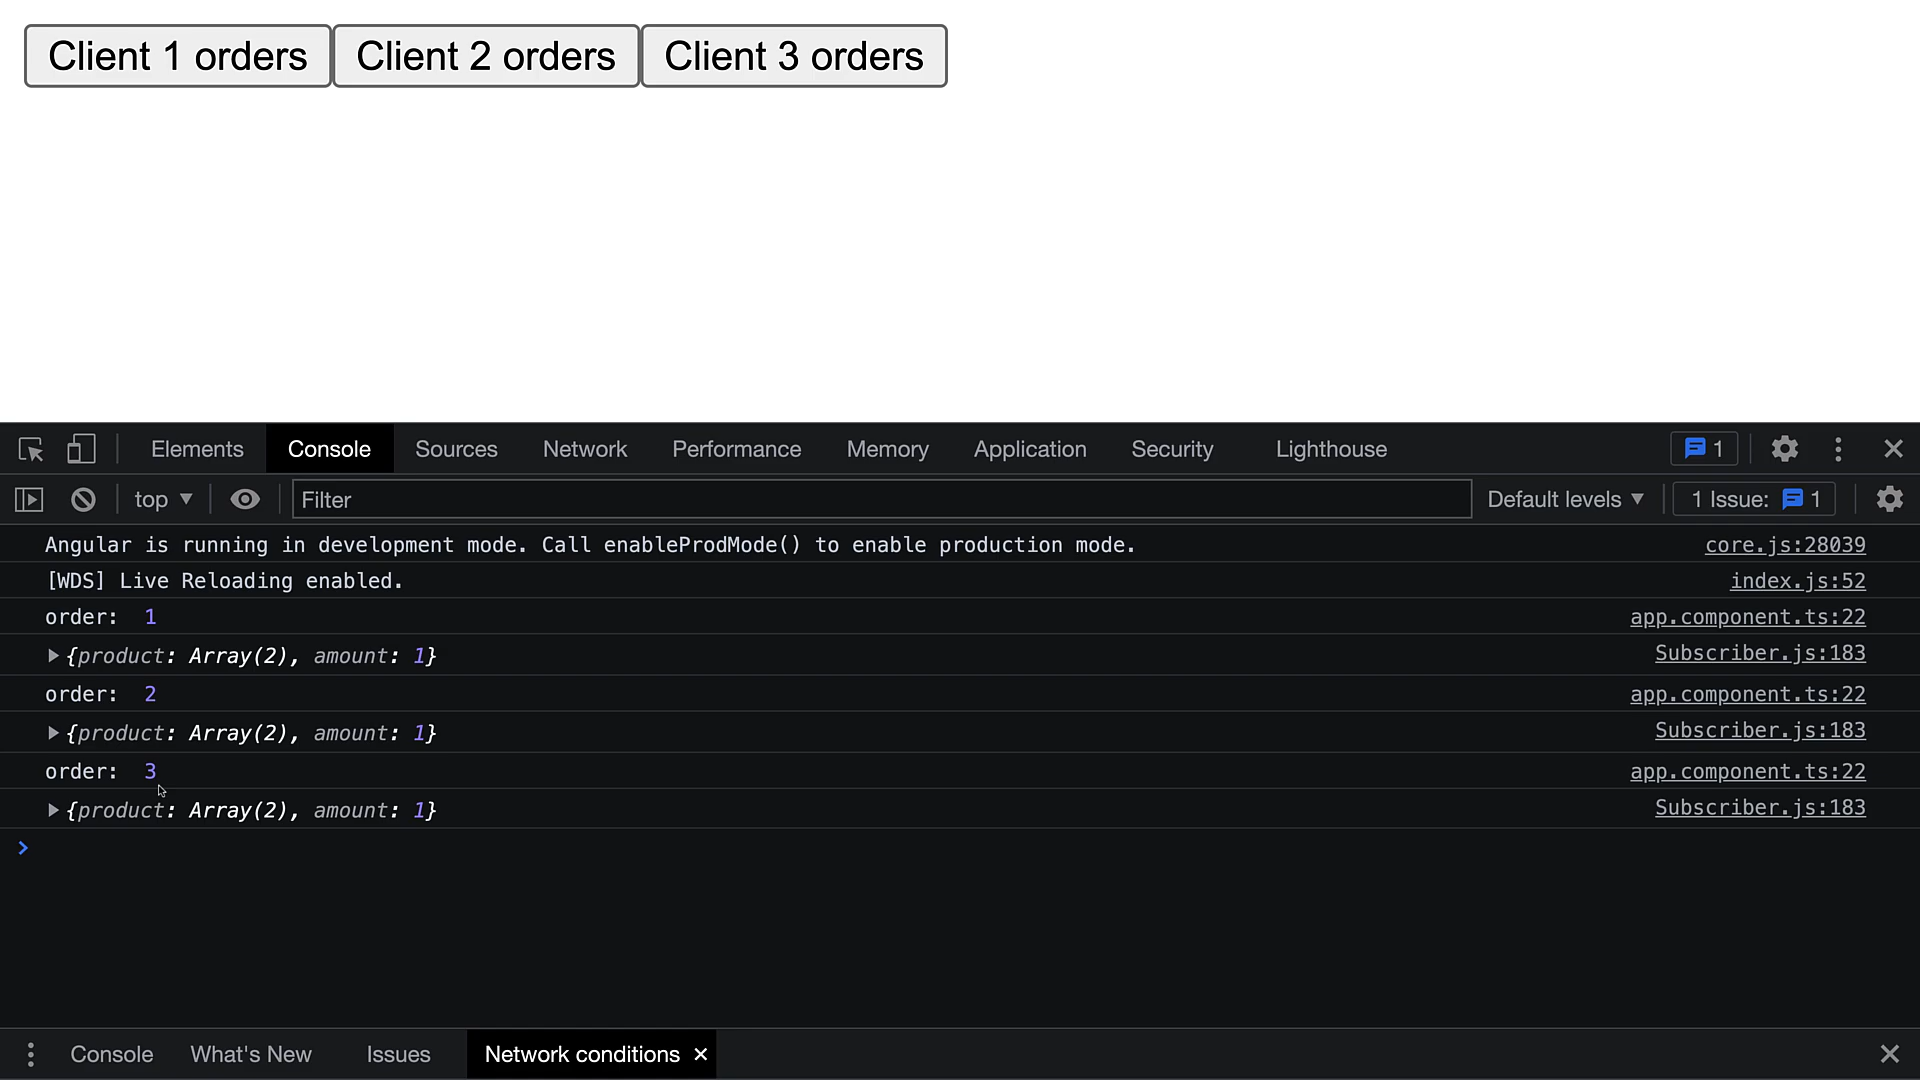 Client 1 orders Client 2 orders Client 3 orders
Elements Console Sources Network Performance Memory Application Security Lighthouse 1
top Filter Default levels 1 Issue: 1
Angular is running in development mode. Call enableProdMode() to enable production mode. core.js:28039
[WDS] Live Reloading enabled. index.js:52
order: 1 app.component.ts:22
{product: Array(2), amount: 1} Subscriber.js:183
order: 2 app.component.ts:22
{product: Array(2), amount: 1} Subscriber.js:183
order: 3 app.component.ts:22
{product: Array(2), amount: 1} Subscriber.js:183
Console What's New Issues Network conditions